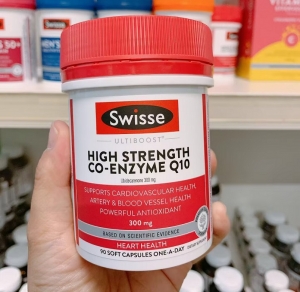 Swisse
ULTIBOOST
HIGH STRENGTH
CO-ENZYME Q10
Ubidecarenone 300 mg
SUPPORTS CARDIOVASCULAR HEALTH,
ARTERY & BLOOD VESSEL HEALTH
POWERFUL ANTIOXIDANT
300 mg
BASED ON SCIENTIFIC EVIDENCE
HEART HEALTH
90 SOFT CAPSULES ONE-A-DAY
50+